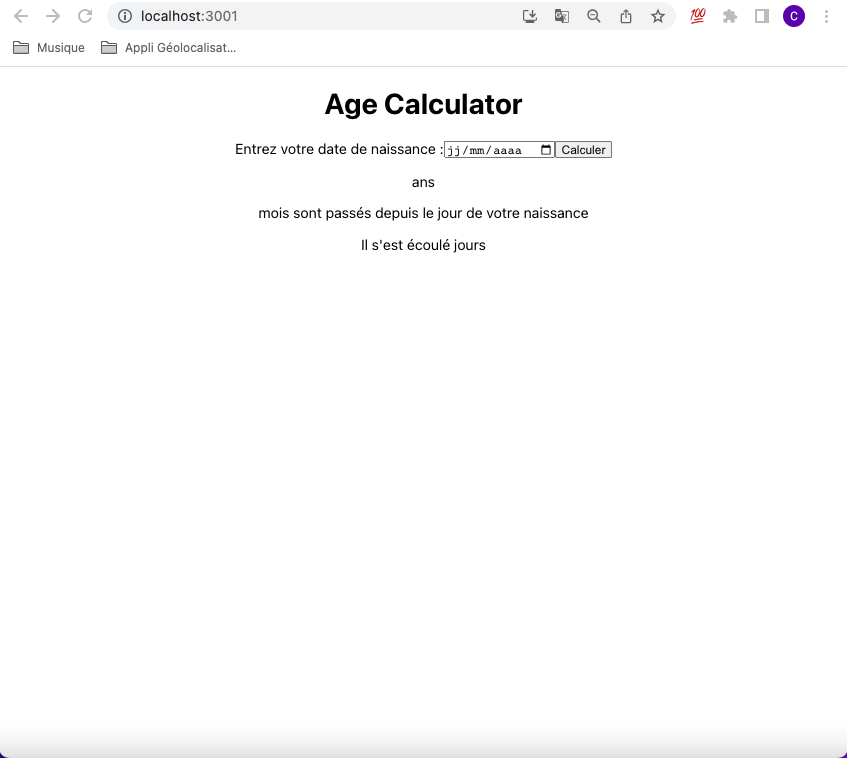 localhost:3001
100
C
Musique
Appli Géolocalisat...
Age Calculator
Entrez votre date de naissance : jj/mm/aaaa Calculer
ans
mois sont passés depuis le jour de votre naissance
Il s'est écoulé jours